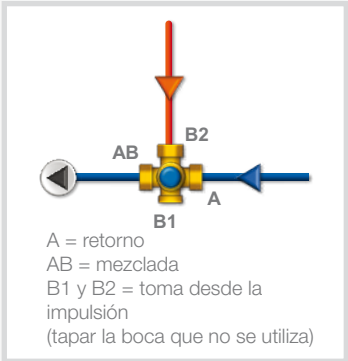 B2
AB
A
B1
A = retorno
AB = mezclada
B1 y B2 = toma desde la
impulsión
(tapar la boca que no se utiliza)